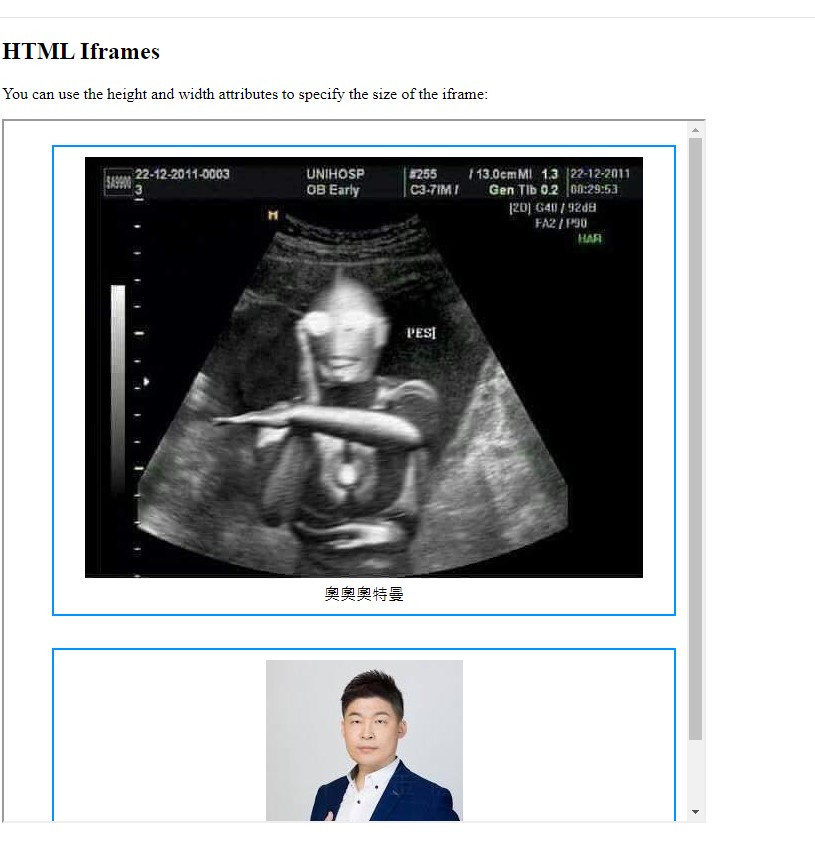 HTML Iframes
You can use the height and width attributes to specify the size of the iframe:
SA9900 22-12-2011-0003 UNIHOSP #255 / 13.0cm MI 1.3 22-12-2011
3 OB Early C3-7IM / Gen TIb 0.2 00:29:53
[2D] G40 / 92dB
FA2 / P90
HAR
M
PESI
奧奧奧特曼